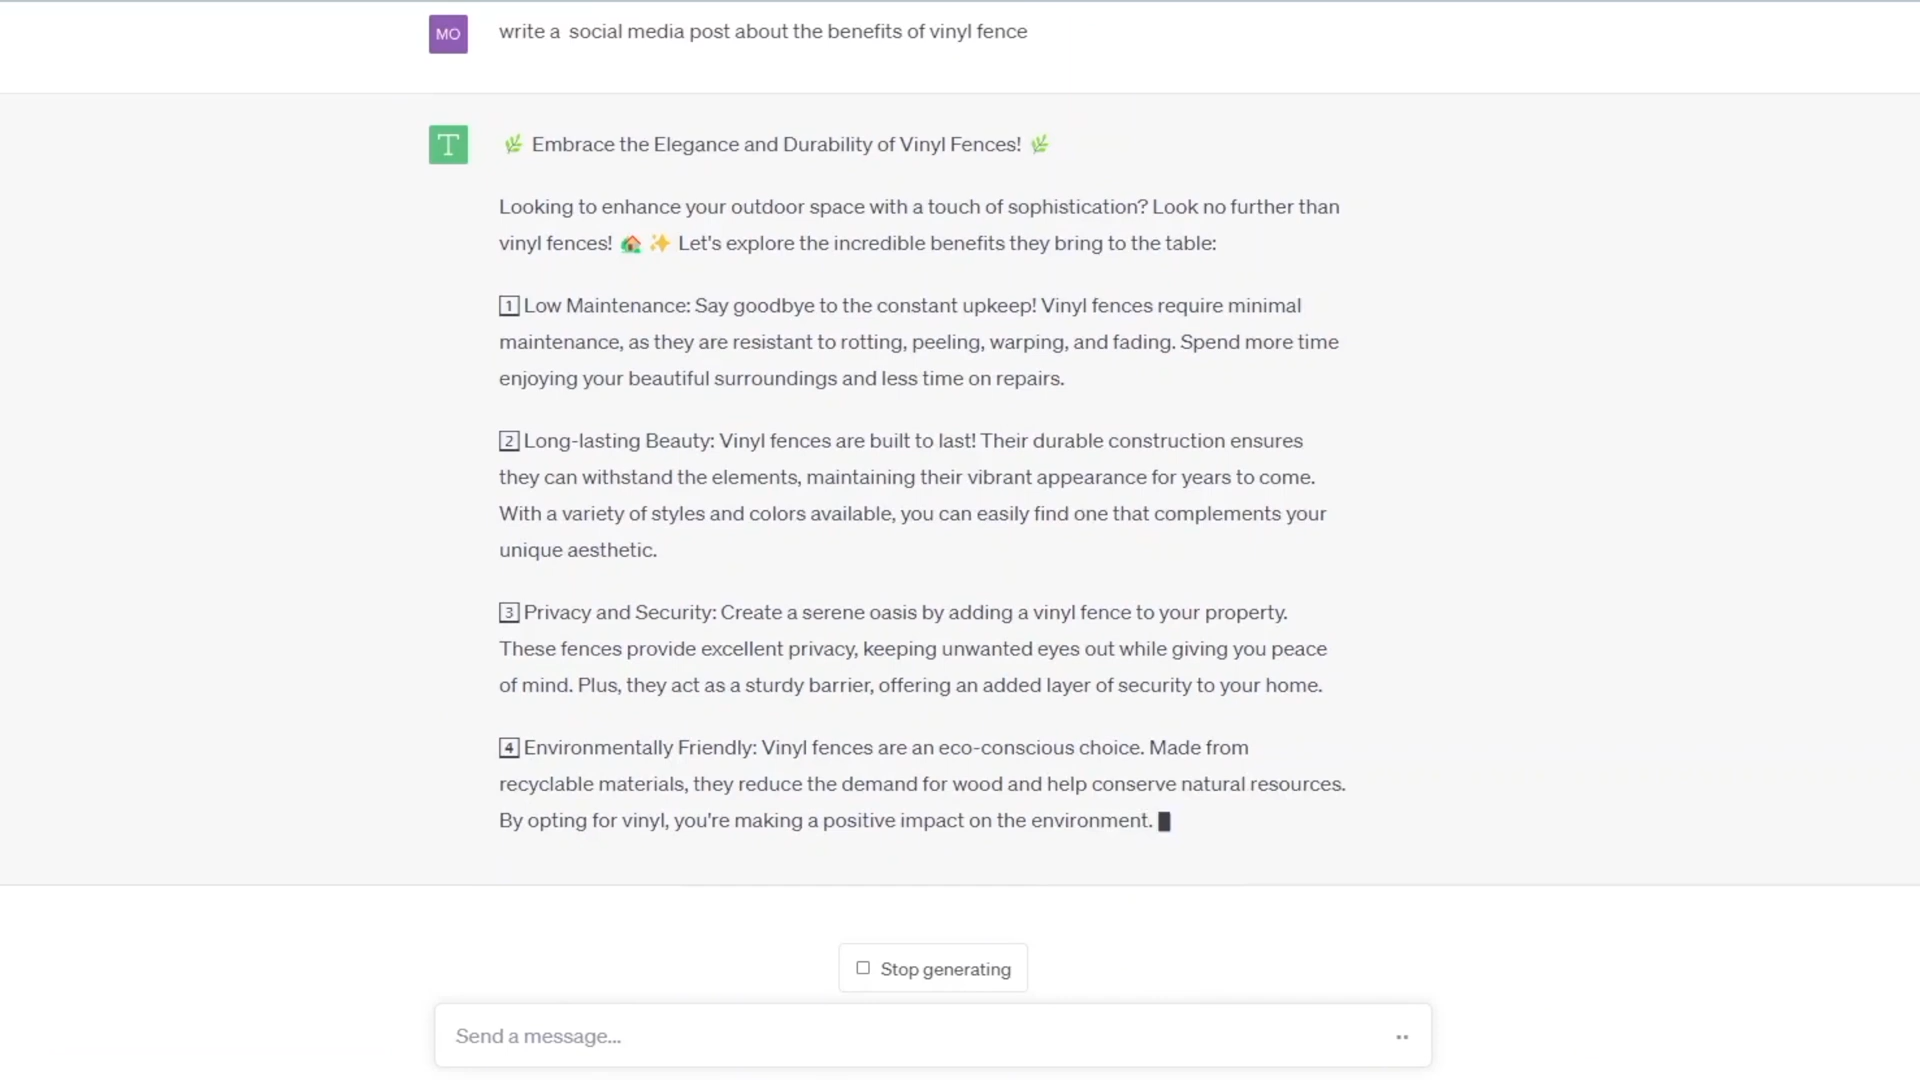 MO write a social media post about the benefits of vinyl fence
T 🌿 Embrace the Elegance and Durability of Vinyl Fences! 🌿
Looking to enhance your outdoor space with a touch of sophistication? Look no further than
vinyl fences! 🏡 ✨ Let's explore the incredible benefits they bring to the table:
1 Low Maintenance: Say goodbye to the constant upkeep! Vinyl fences require minimal
maintenance, as they are resistant to rotting, peeling, warping, and fading. Spend more time
enjoying your beautiful surroundings and less time on repairs.
2 Long-lasting Beauty: Vinyl fences are built to last! Their durable construction ensures
they can withstand the elements, maintaining their vibrant appearance for years to come.
With a variety of styles and colors available, you can easily find one that complements your
unique aesthetic.
3 Privacy and Security: Create a serene oasis by adding a vinyl fence to your property.
These fences provide excellent privacy, keeping unwanted eyes out while giving you peace
of mind. Plus, they act as a sturdy barrier, offering an added layer of security to your home.
4 Environmentally Friendly: Vinyl fences are an eco-conscious choice. Made from
recyclable materials, they reduce the demand for wood and help conserve natural resources.
By opting for vinyl, you're making a positive impact on the environment.
Stop generating
Send a message...